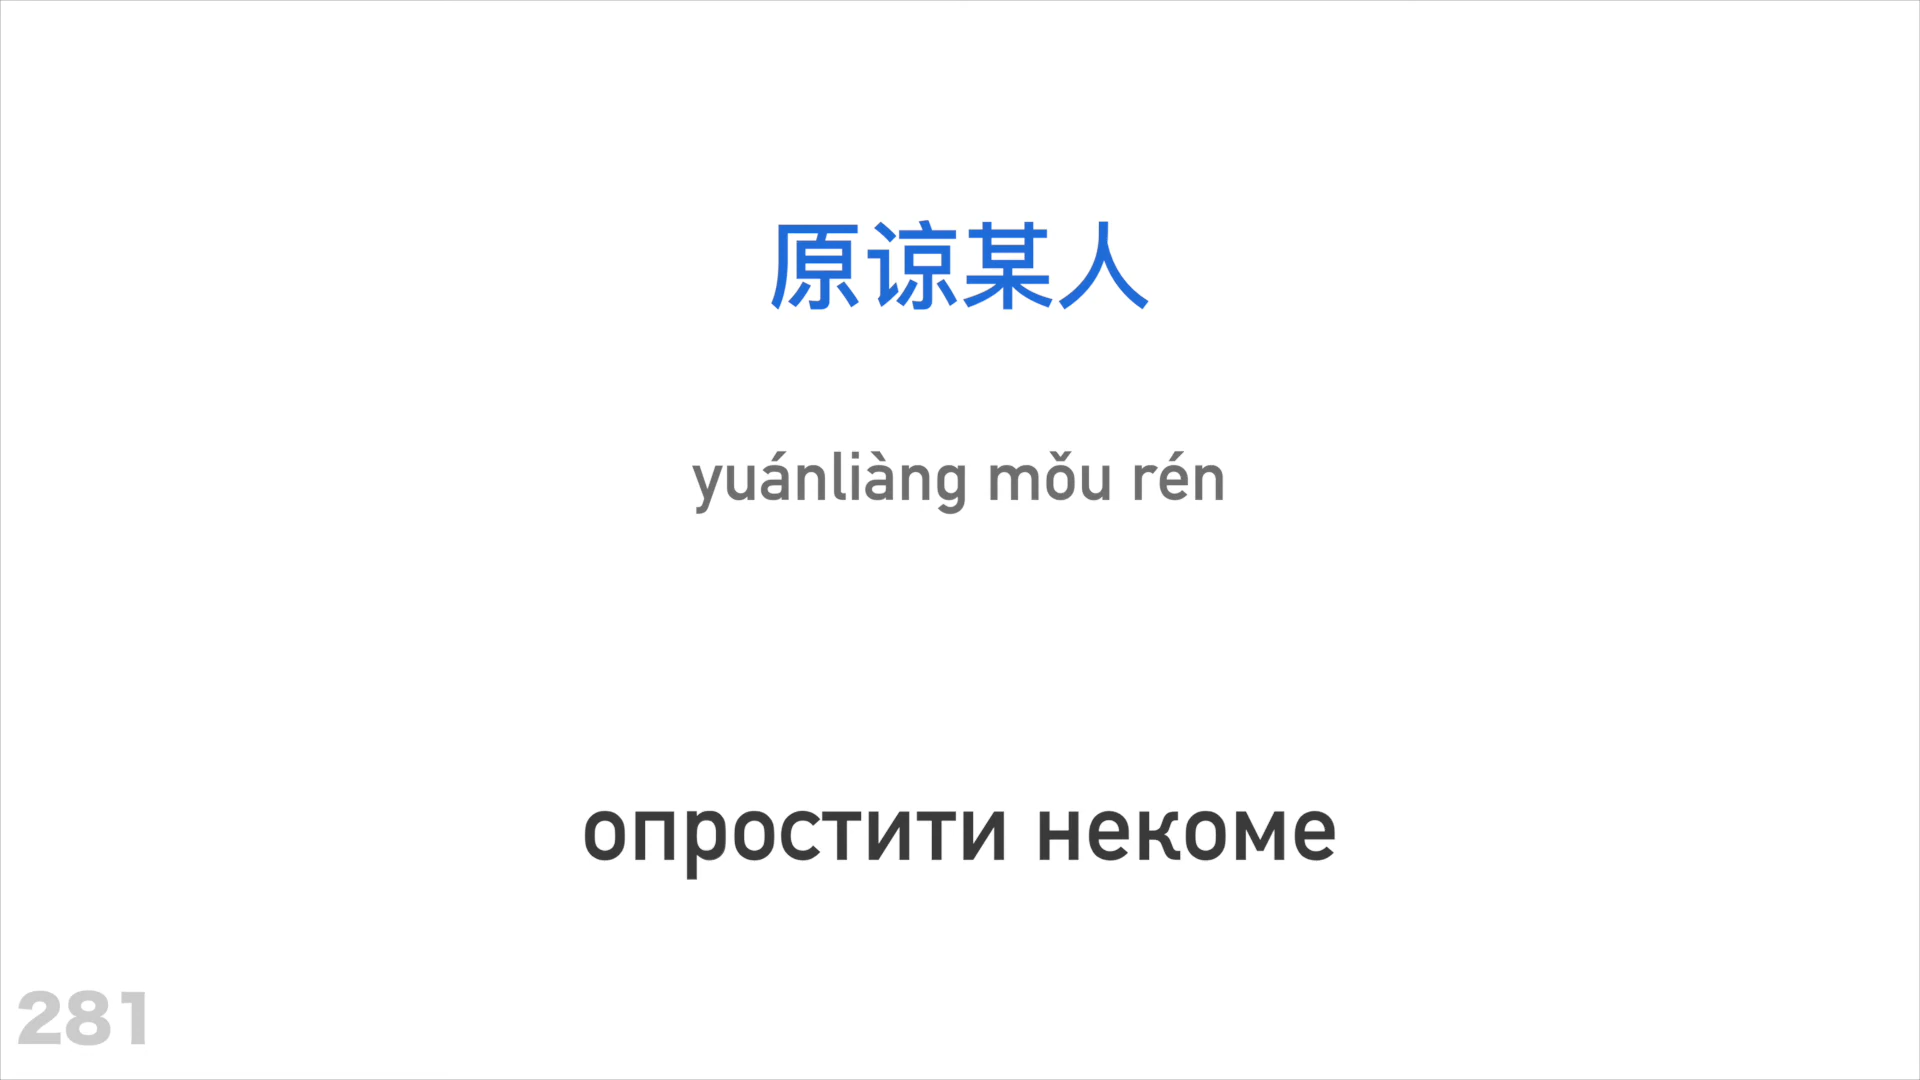 原谅某人
yuánliàng mǒu rén
опростити некоме
281